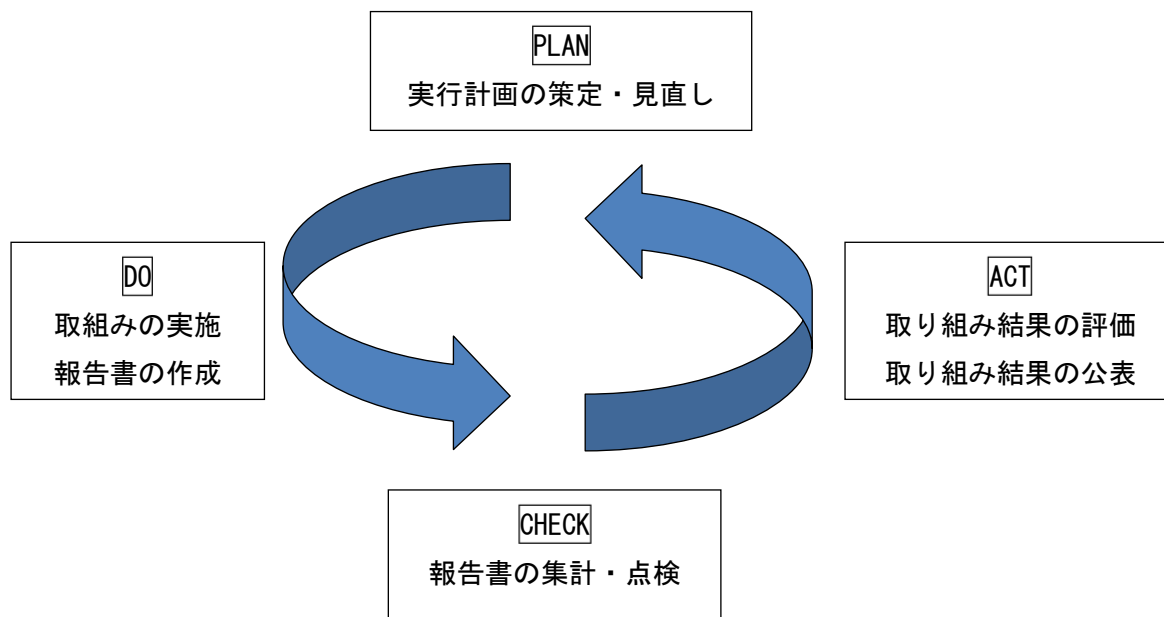 PLAN
実行計画の策定・見直し
DO
取組みの実施
報告書の作成
ACT
取り組み結果の評価
取り組み結果の公表
CHECK
報告書の集計・点検